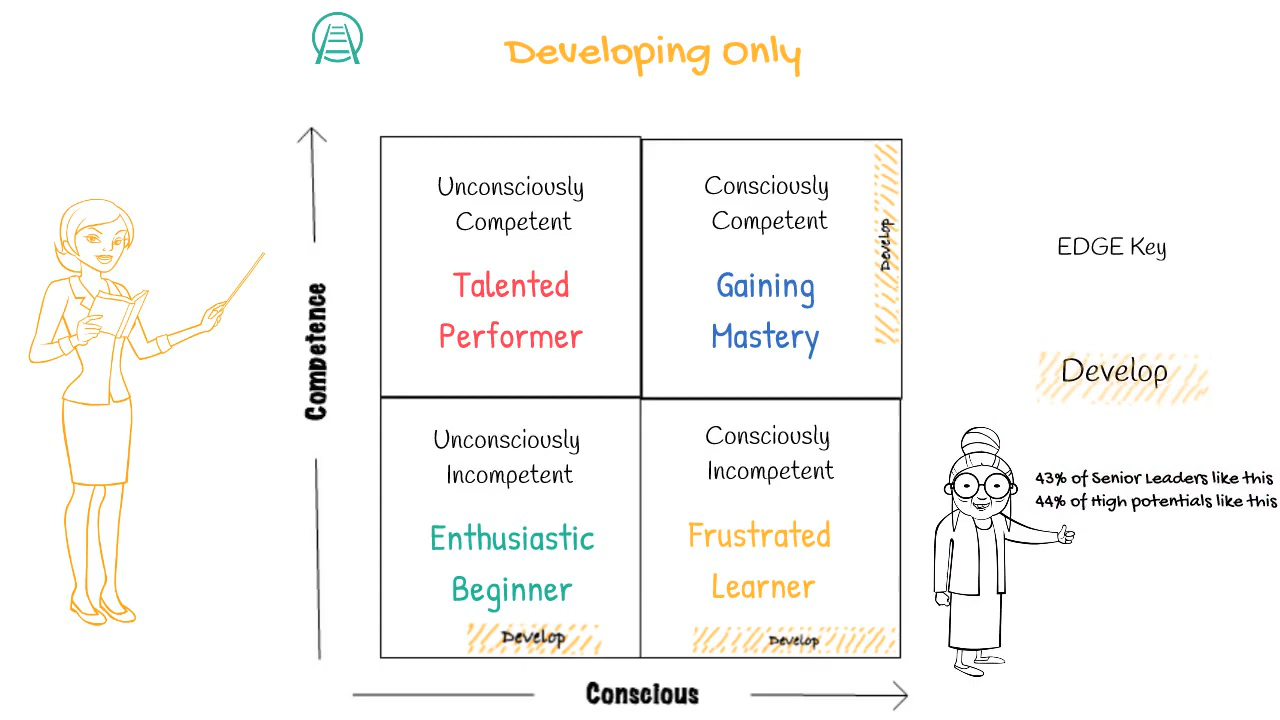 Developing Only
Unconsciously
Competent
Talented
Performer
Consciously
Competent
Gaining
Mastery
Develop
Competence
Unconsciously
Incompetent
Enthusiastic
Beginner
Develop
Consciously
Incompetent
Frustrated
Learner
Develop
Conscious
EDGE Key
Develop
43% of Senior Leaders like this
44% of High potentials like this